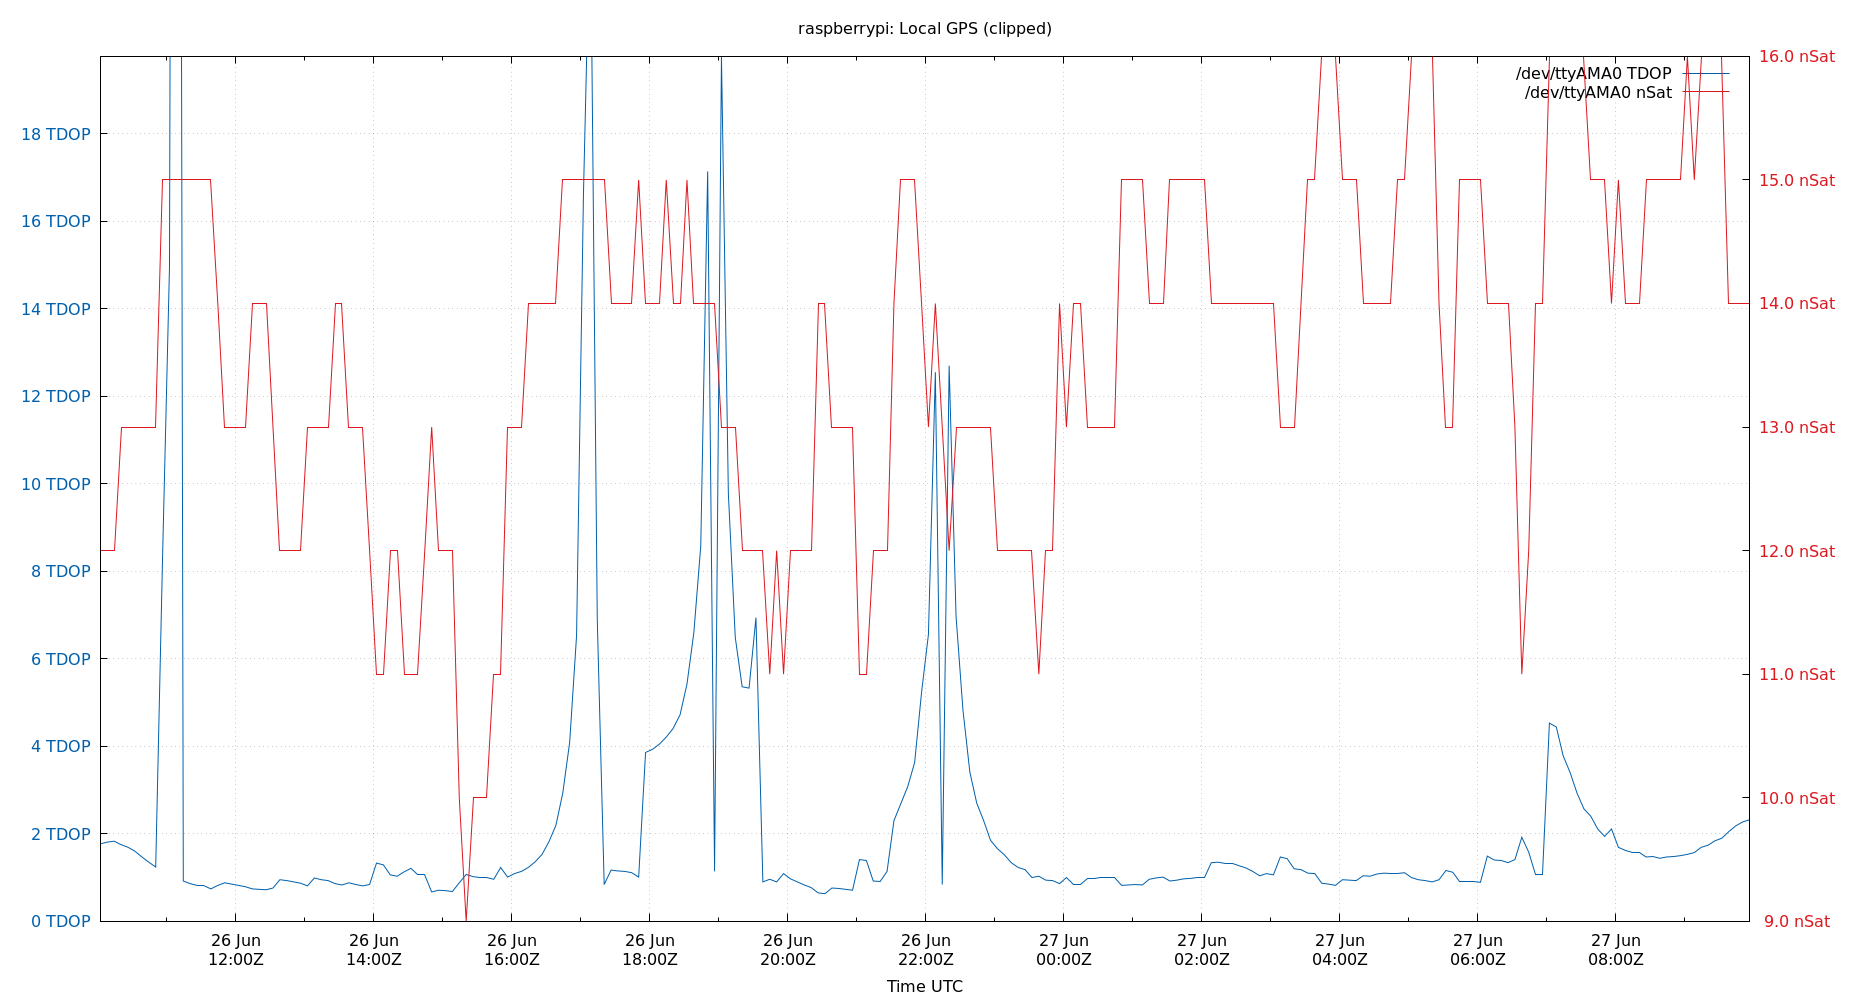 raspberrypi: Local GPS (clipped)
/dev/ttyAMA0 TDOP
/dev/ttyAMA0 nSat
18 TDOP
16 TDOP
14 TDOP
12 TDOP
10 TDOP
8 TDOP
6 TDOP
4 TDOP
2 TDOP
0 TDOP
16.0 nSat
15.0 nSat
14.0 nSat
13.0 nSat
12.0 nSat
11.0 nSat
10.0 nSat
9.0 nSat
26 Jun
12:00Z
26 Jun
14:00Z
26 Jun
16:00Z
26 Jun
18:00Z
26 Jun
20:00Z
26 Jun
22:00Z
27 Jun
00:00Z
27 Jun
02:00Z
27 Jun
04:00Z
27 Jun
06:00Z
27 Jun
08:00Z
Time UTC